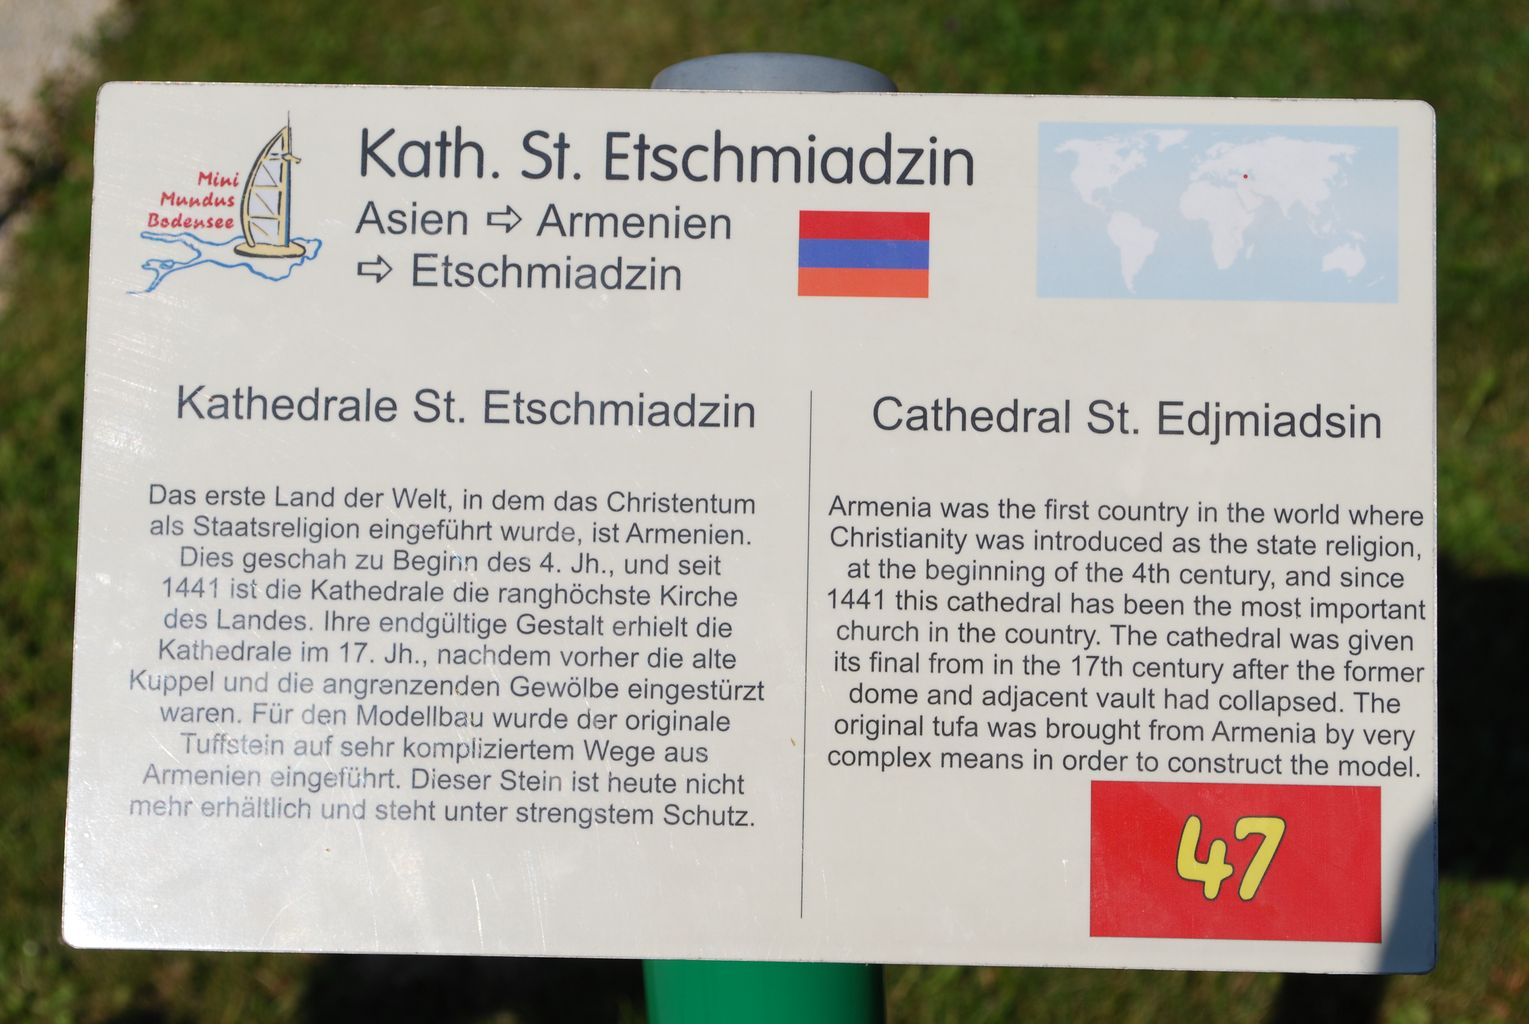 Mini
Mundus
Bodensee
Kath. St. Etschmiadzin
Asien ⇨ Armenien
⇨ Etschmiadzin
Kathedrale St. Etschmiadzin
Das erste Land der Welt, in dem das Christentum
als Staatsreligion eingeführt wurde, ist Armenien.
Dies geschah zu Beginn des 4. Jh., und seit
1441 ist die Kathedrale die ranghöchste Kirche
des Landes. Ihre endgültige Gestalt erhielt die
Kathedrale im 17. Jh., nachdem vorher die alte
Kuppel und die angrenzenden Gewölbe eingestürzt
waren. Für den Modellbau wurde der originale
Tuffstein auf sehr kompliziertem Wege aus
Armenien eingeführt. Dieser Stein ist heute nicht
mehr erhältlich und steht unter strengstem Schutz.
Cathedral St. Edjmiadsin
Armenia was the first country in the world where
Christianity was introduced as the state religion,
at the beginning of the 4th century, and since
1441 this cathedral has been the most important
church in the country. The cathedral was given
its final from in the 17th century after the former
dome and adjacent vault had collapsed. The
original tufa was brought from Armenia by very
complex means in order to construct the model.
47